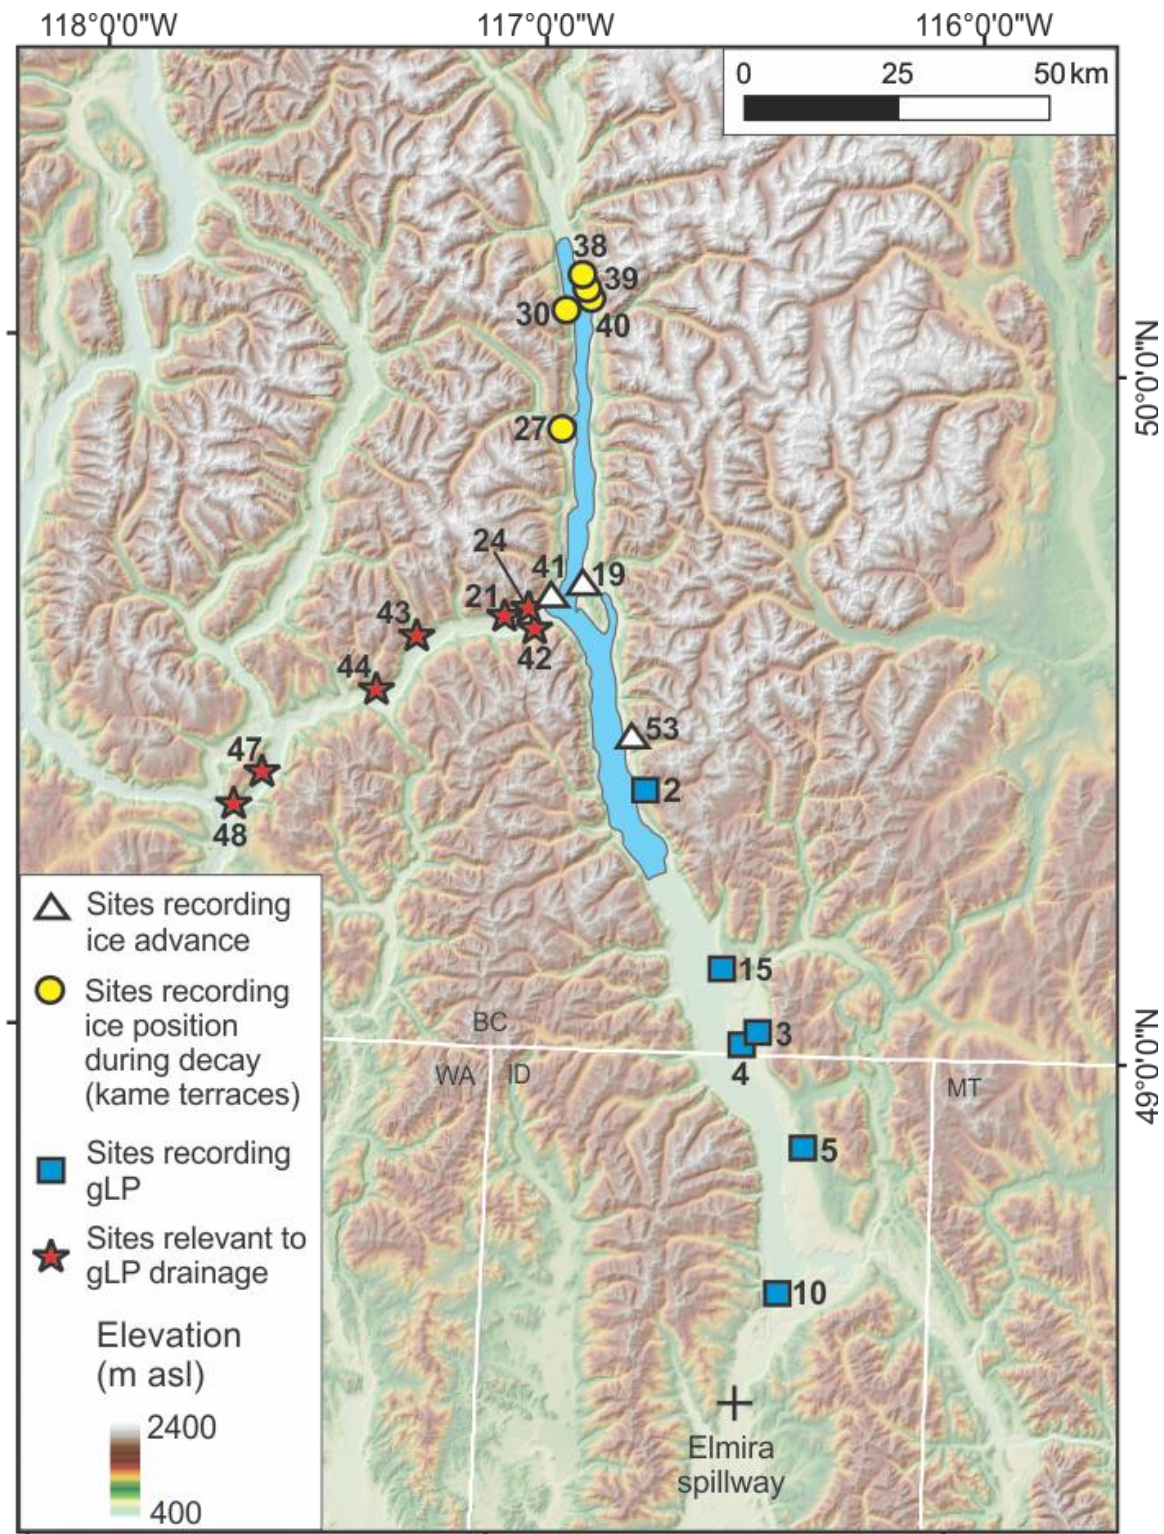 118°0'0"W
117°0'0"W
116°0'0"W
0 25 50 km
38
39
30
40
50°0'0"N
27
24
41
19
21
43
42
44
53
47
2
48
15
3
4
BC
WA
ID
MT
49°0'0"N
5
10
Elmira
spillway
Sites recording
ice advance
Sites recording
ice position
during decay
(kame terraces)
Sites recording
gLP
Sites relevant to
gLP drainage
Elevation
(m asl)
2400
400